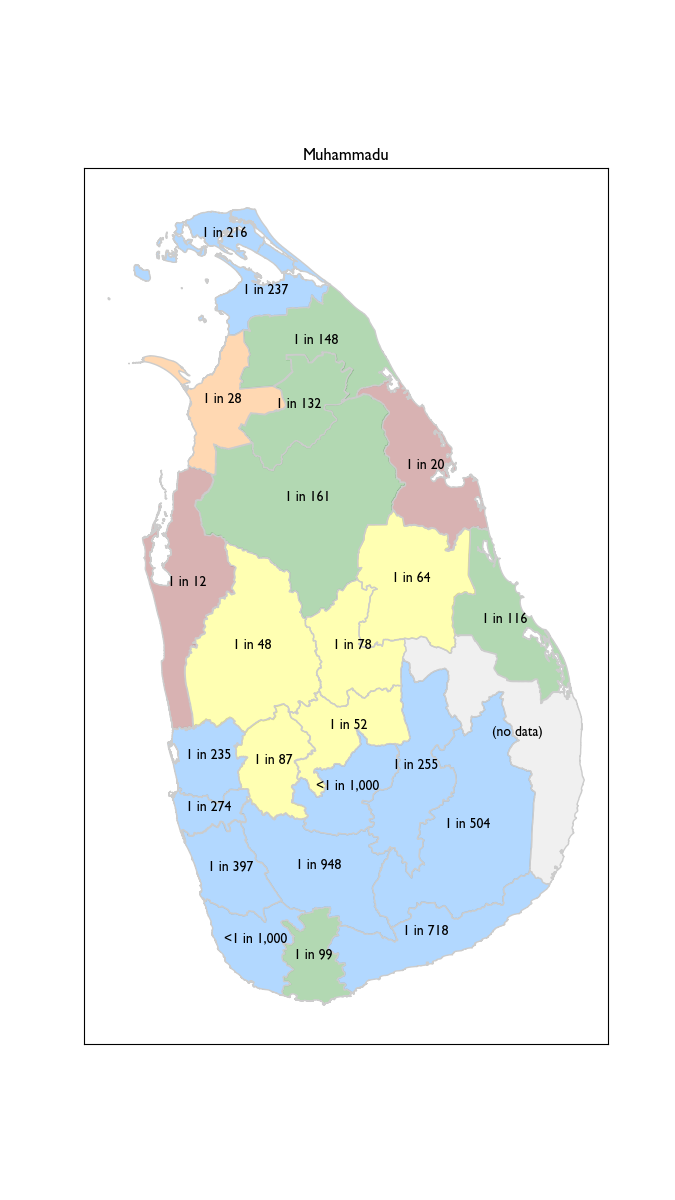 Muhammadu
1 in 216
1 in 237
1 in 148
1 in 28
1 in 132
1 in 20
1 in 161
1 in 12
1 in 64
1 in 116
1 in 48
1 in 78
1 in 52
(no data)
1 in 235
1 in 87
1 in 255
<1 in 1,000
1 in 274
1 in 504
1 in 397
1 in 948
1 in 718
<1 in 1,000
1 in 99